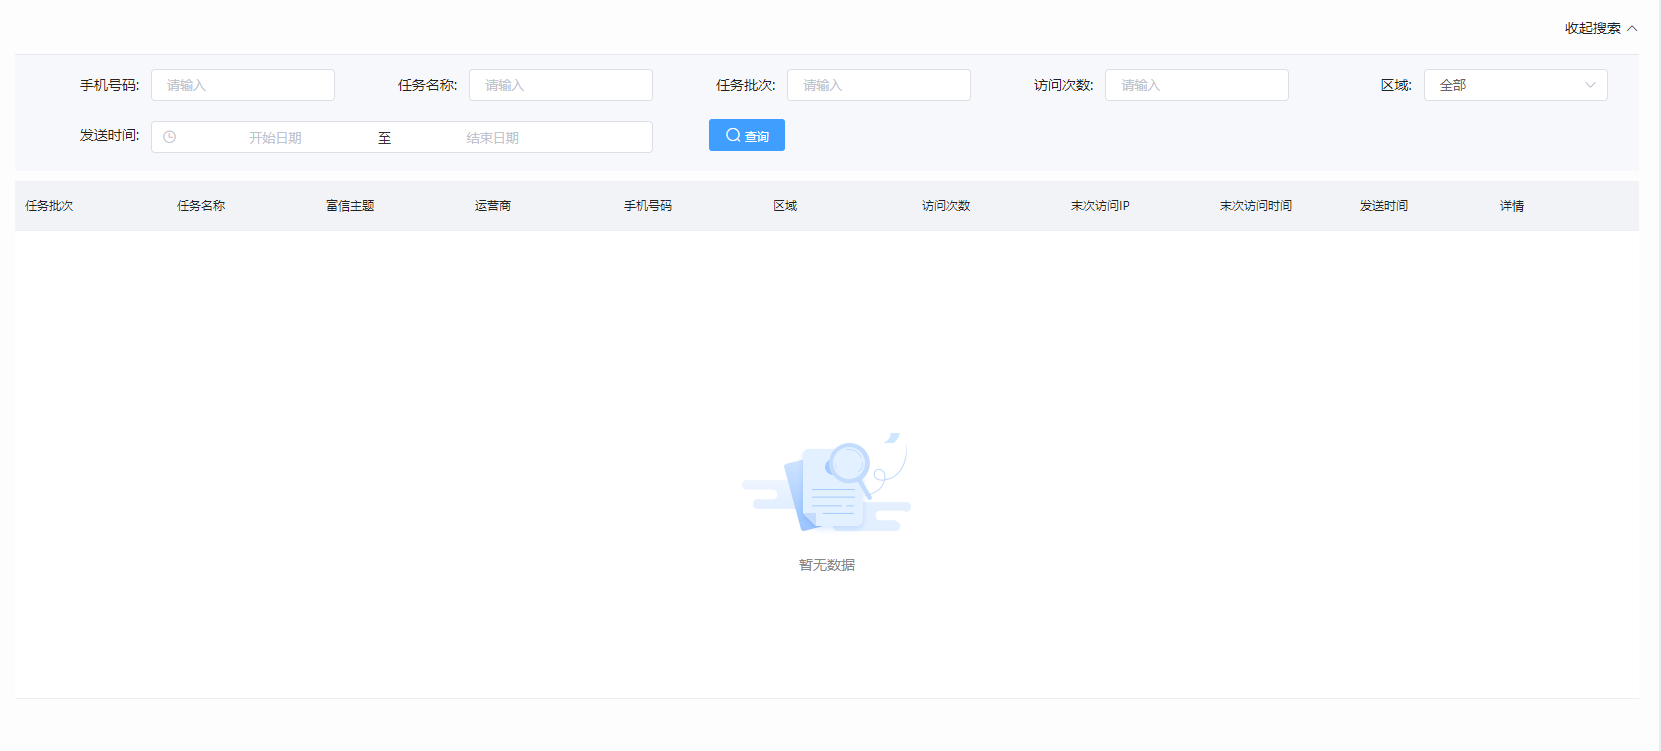 收起搜索
手机号码: 请输入 任务名称: 请输入 任务批次: 请输入 访问次数: 请输入 区域: 全部
发送时间: 开始日期 至 结束日期 查询
任务批次 任务名称 富信主题 运营商 手机号码 区域 访问次数 末次访问IP 末次访问时间 发送时间 详情
暂无数据